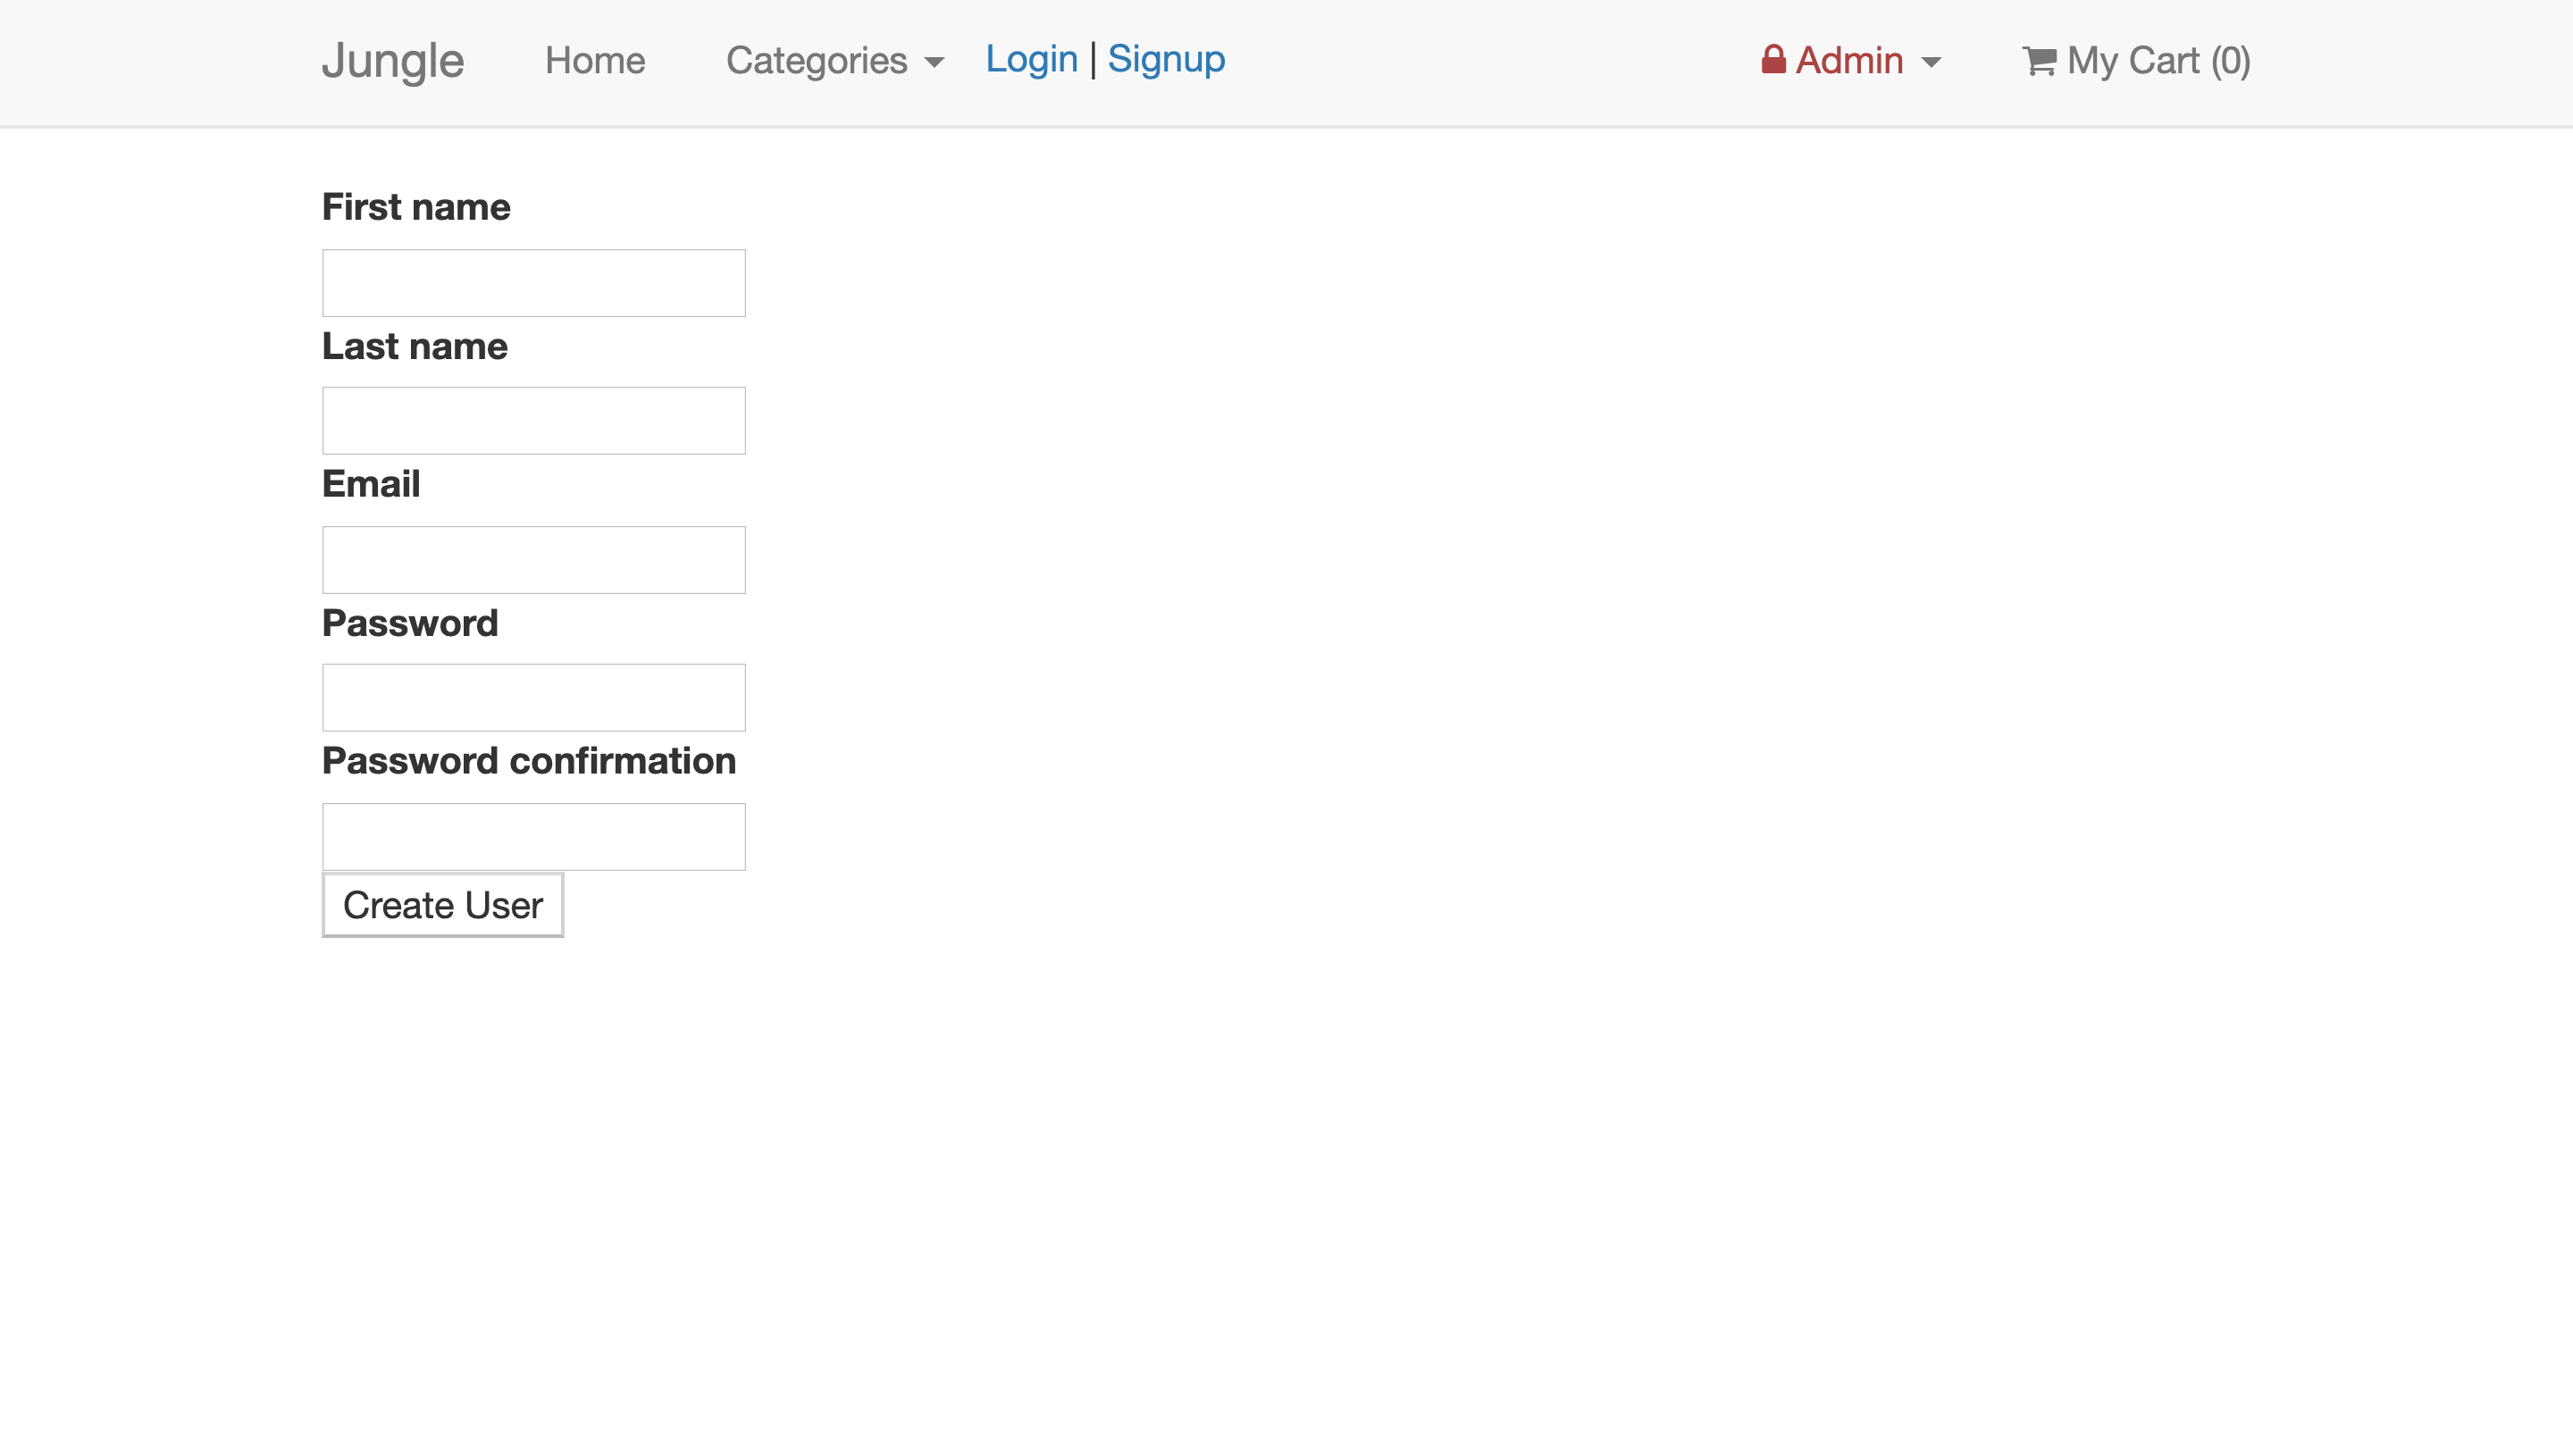 Jungle Home Categories Login | Signup Admin My Cart (0)
First name
Last name
Email
Password
Password confirmation
Create User